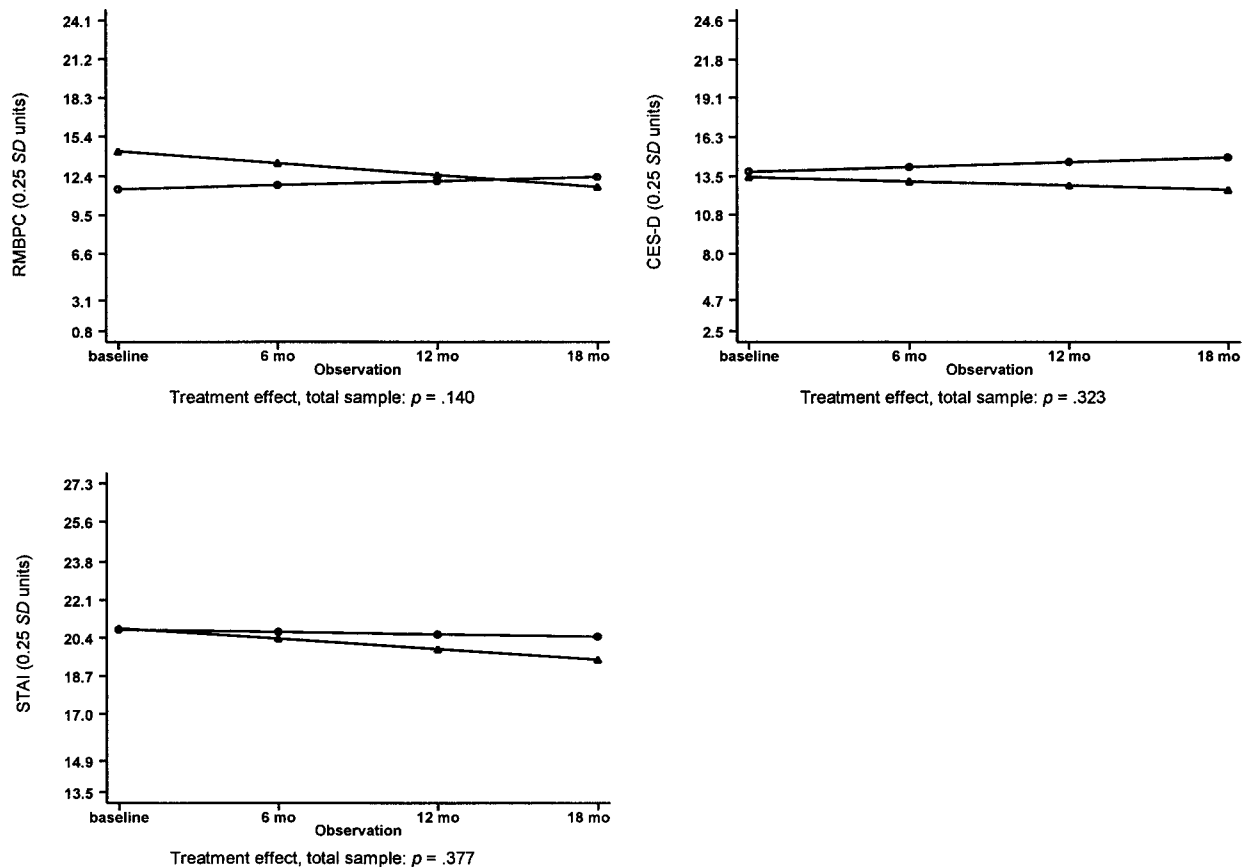 RMBPC (0.25 SD units)
24.1
21.2
18.3
15.4
12.4
9.5
6.6
3.1
0.8
baseline 6 mo 12 mo 18 mo
Observation
Treatment effect, total sample: p = .140
CES-D (0.25 SD units)
24.6
21.8
19.1
16.3
13.5
10.8
8.0
4.7
2.5
baseline 6 mo 12 mo 18 mo
Observation
Treatment effect, total sample: p = .323
STAI (0.25 SD units)
27.3
25.6
23.8
22.1
20.4
18.7
17.0
14.9
13.5
baseline 6 mo 12 mo 18 mo
Observation
Treatment effect, total sample: p = .377